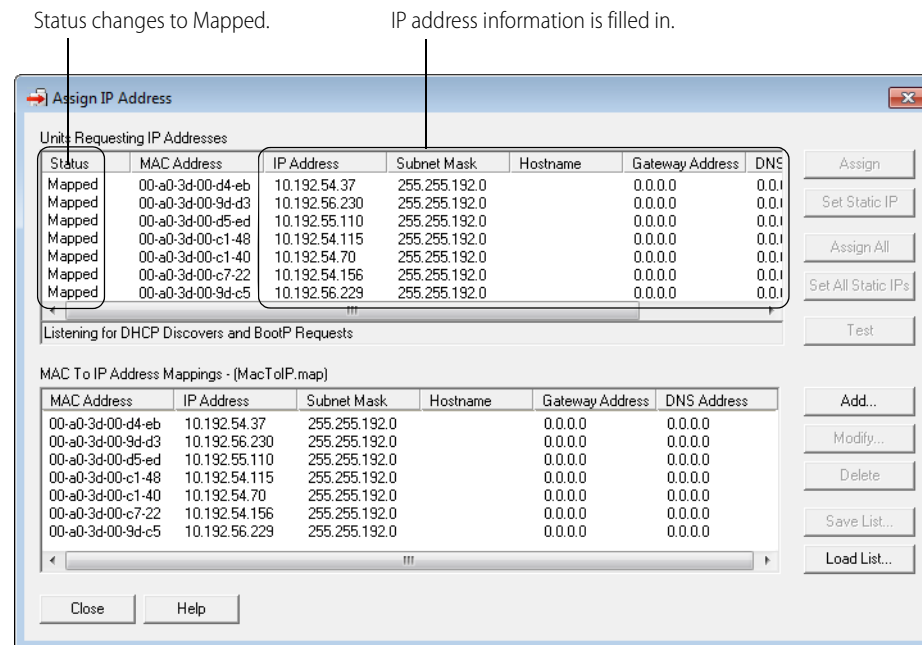 Status changes to Mapped. IP address information is filled in.
Assign IP Address
Units Requesting IP Addresses
Status MAC Address IP Address Subnet Mask Hostname Gateway Address DNS
Mapped 00-a0-3d-00-d4-eb 10.192.54.37 255.255.192.0 0.0.0.0 0.0.
Mapped 00-a0-3d-00-9d-d3 10.192.56.230 255.255.192.0 0.0.0.0 0.0.
Mapped 00-a0-3d-00-d5-ed 10.192.55.110 255.255.192.0 0.0.0.0 0.0.
Mapped 00-a0-3d-00-c1-48 10.192.54.115 255.255.192.0 0.0.0.0 0.0.
Mapped 00-a0-3d-00-c1-40 10.192.54.70 255.255.192.0 0.0.0.0 0.0.
Mapped 00-a0-3d-00-c7-22 10.192.54.156 255.255.192.0 0.0.0.0 0.0.
Mapped 00-a0-3d-00-9d-c5 10.192.56.229 255.255.192.0 0.0.0.0 0.0.
Listening for DHCP Discovers and BootP Requests
Assign
Set Static IP
Assign All
Set All Static IPs
Test
MAC To IP Address Mappings - (MacToIP.map)
MAC Address IP Address Subnet Mask Hostname Gateway Address DNS Address
00-a0-3d-00-d4-eb 10.192.54.37 255.255.192.0 0.0.0.0 0.0.0.0
00-a0-3d-00-9d-d3 10.192.56.230 255.255.192.0 0.0.0.0 0.0.0.0
00-a0-3d-00-d5-ed 10.192.55.110 255.255.192.0 0.0.0.0 0.0.0.0
00-a0-3d-00-c1-48 10.192.54.115 255.255.192.0 0.0.0.0 0.0.0.0
00-a0-3d-00-c1-40 10.192.54.70 255.255.192.0 0.0.0.0 0.0.0.0
00-a0-3d-00-c7-22 10.192.54.156 255.255.192.0 0.0.0.0 0.0.0.0
00-a0-3d-00-9d-c5 10.192.56.229 255.255.192.0 0.0.0.0 0.0.0.0
Add...
Modify...
Delete
Save List...
Load List...
Close Help